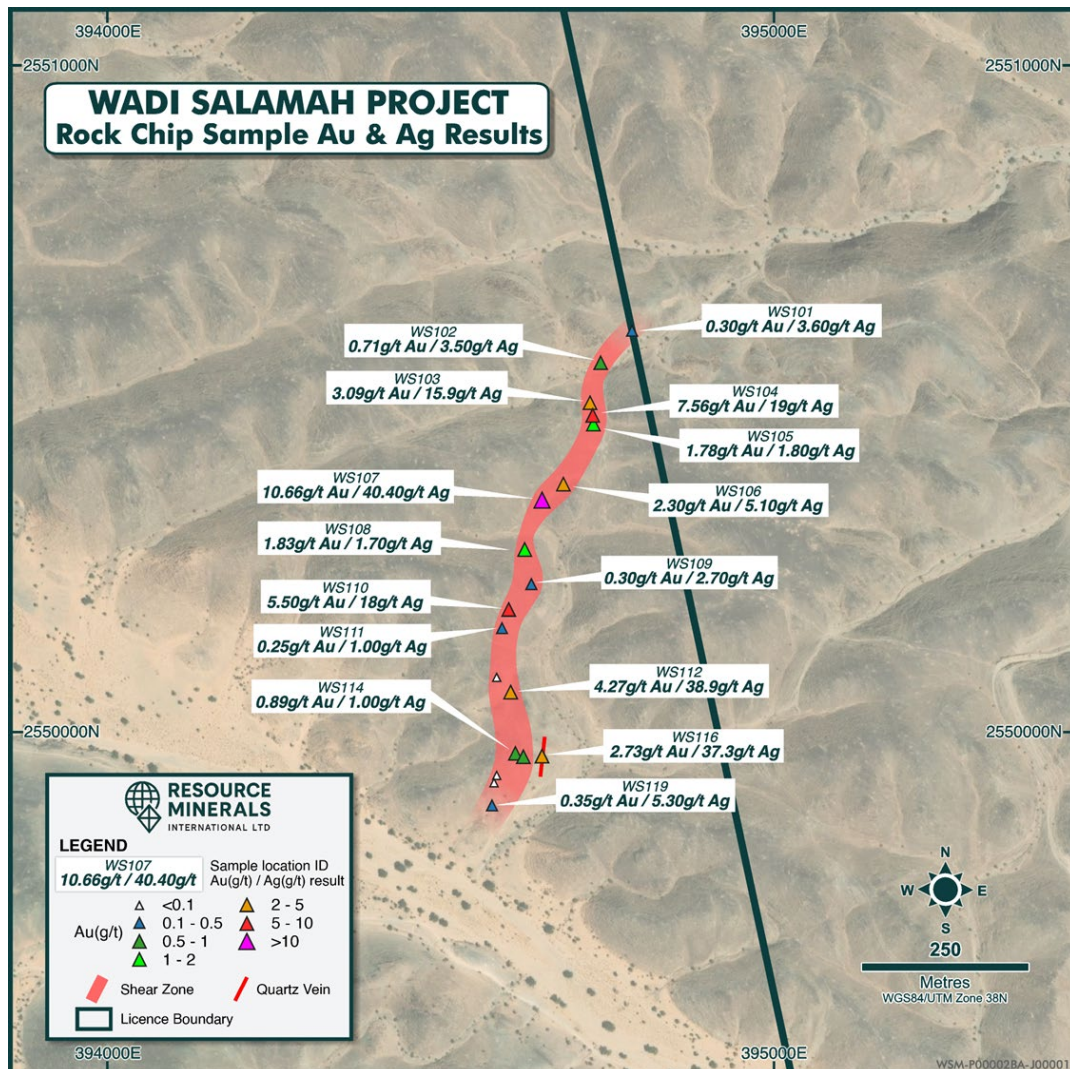 394000E
395000E
2551000N
2551000N
WADI SALAMAH PROJECT
Rock Chip Sample Au & Ag Results
WS101
0.30g/t Au / 3.60g/t Ag
WS102
0.71g/t Au / 3.50g/t Ag
WS103
3.09g/t Au / 15.9g/t Ag
WS104
7.56g/t Au / 19g/t Ag
WS105
1.78g/t Au / 1.80g/t Ag
WS107
10.66g/t Au / 40.40g/t Ag
WS106
2.30g/t Au / 5.10g/t Ag
WS108
1.83g/t Au / 1.70g/t Ag
WS109
0.30g/t Au / 2.70g/t Ag
WS110
5.50g/t Au / 18g/t Ag
WS111
0.25g/t Au / 1.00g/t Ag
WS112
4.27g/t Au / 38.9g/t Ag
WS114
0.89g/t Au / 1.00g/t Ag
2550000N
2550000N
WS116
2.73g/t Au / 37.3g/t Ag
WS119
0.35g/t Au / 5.30g/t Ag
RESOURCE
MINERALS
INTERNATIONAL LTD
LEGEND
WS107
10.66g/t / 40.40g/t
Sample location ID
Au(g/t) / Ag(g/t) result
Au(g/t)
<0.1
0.1 - 0.5
0.5 - 1
1 - 2
2 - 5
5 - 10
>10
Shear Zone
Quartz Vein
Licence Boundary
N
W
E
S
250
Metres
WGS84/UTM Zone 38N
394000E
395000E
WSM-P00002BA-J00001